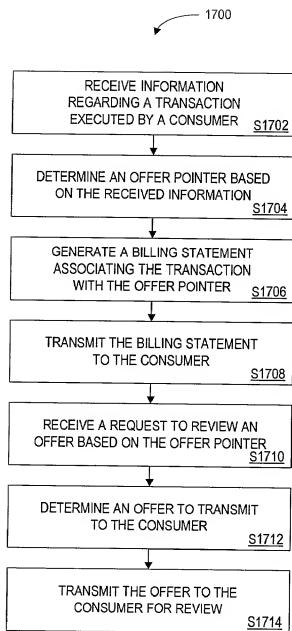 1700
RECEIVE INFORMATION
REGARDING A TRANSACTION
EXECUTED BY A CONSUMER
S1702
DETERMINE AN OFFER POINTER BASED
ON THE RECEIVED INFORMATION
S1704
GENERATE A BILLING STATEMENT
ASSOCIATING THE TRANSACTION
WITH THE OFFER POINTER
S1706
TRANSMIT THE BILLING STATEMENT
TO THE CONSUMER
S1708
RECEIVE A REQUEST TO REVIEW AN
OFFER BASED ON THE OFFER POINTER
S1710
DETERMINE AN OFFER TO TRANSMIT
TO THE CONSUMER
S1712
TRANSMIT THE OFFER TO THE
CONSUMER FOR REVIEW
S1714